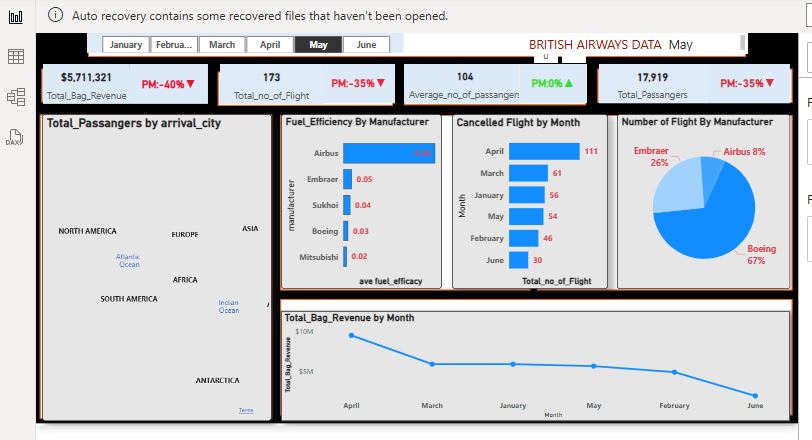 Auto recovery contains some recovered files that haven't been opened.
January Februa... March April May June
BRITISH AIRWAYS DATA May
$5,711,321
PM:-40%
Total_Bag_Revenue
173
PM:-35%
Total_no_of_Flight
104
PM:0%
Average_no_of_passangers
17,919
PM:-35%
Total_Passangers
Total_Passangers by arrival_city
NORTH AMERICA
EUROPE
ASIA
Atlantic
Ocean
AFRICA
SOUTH AMERICA
Indian
Ocean
ANTARCTICA
Terms
Fuel_Efficiency By Manufacturer
manufacturer
Airbus
Embraer 0.05
Sukhoi 0.04
Boeing 0.03
Mitsubishi 0.02
ave fuel_efficacy
Cancelled Flight by Month
Month
April 111
March 61
January 56
May 54
February 46
June 30
Total_no_of_Flight
Number of Flight By Manufacturer
Embraer
26%
Airbus 8%
Boeing
67%
Total_Bag_Revenue by Month
Total_Bag_Revenue
$10M
$5M
April March January May February June
Month
DAX